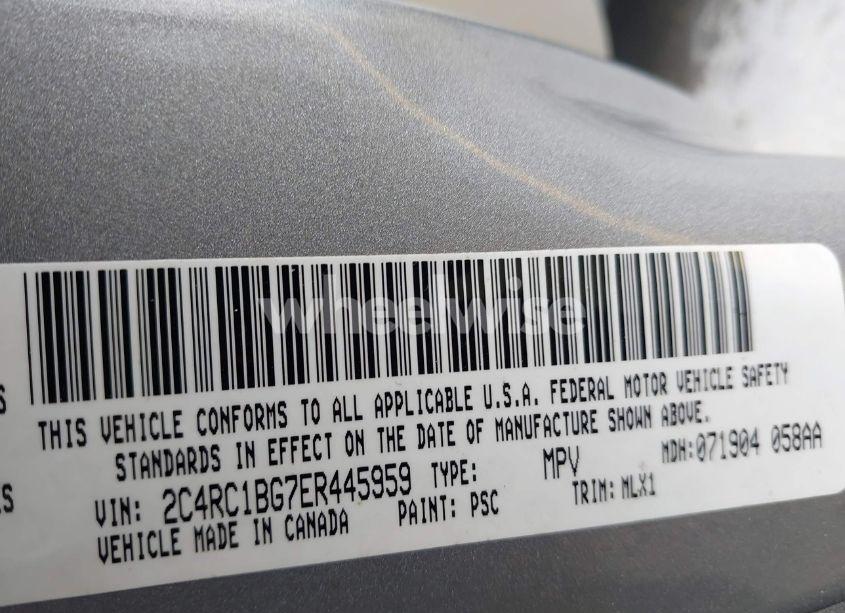 wheelwise
THIS VEHICLE CONFORMS TO ALL APPLICABLE U.S.A. FEDERAL MOTOR VEHICLE SAFETY
STANDARDS IN EFFECT ON THE DATE OF MANUFACTURE SHOWN ABOVE.
VIN: 2C4RC1BG7ER445959 TYPE: MPV MDH: 071904 058AA
VEHICLE MADE IN CANADA PAINT: PSC TRIM: MLX1